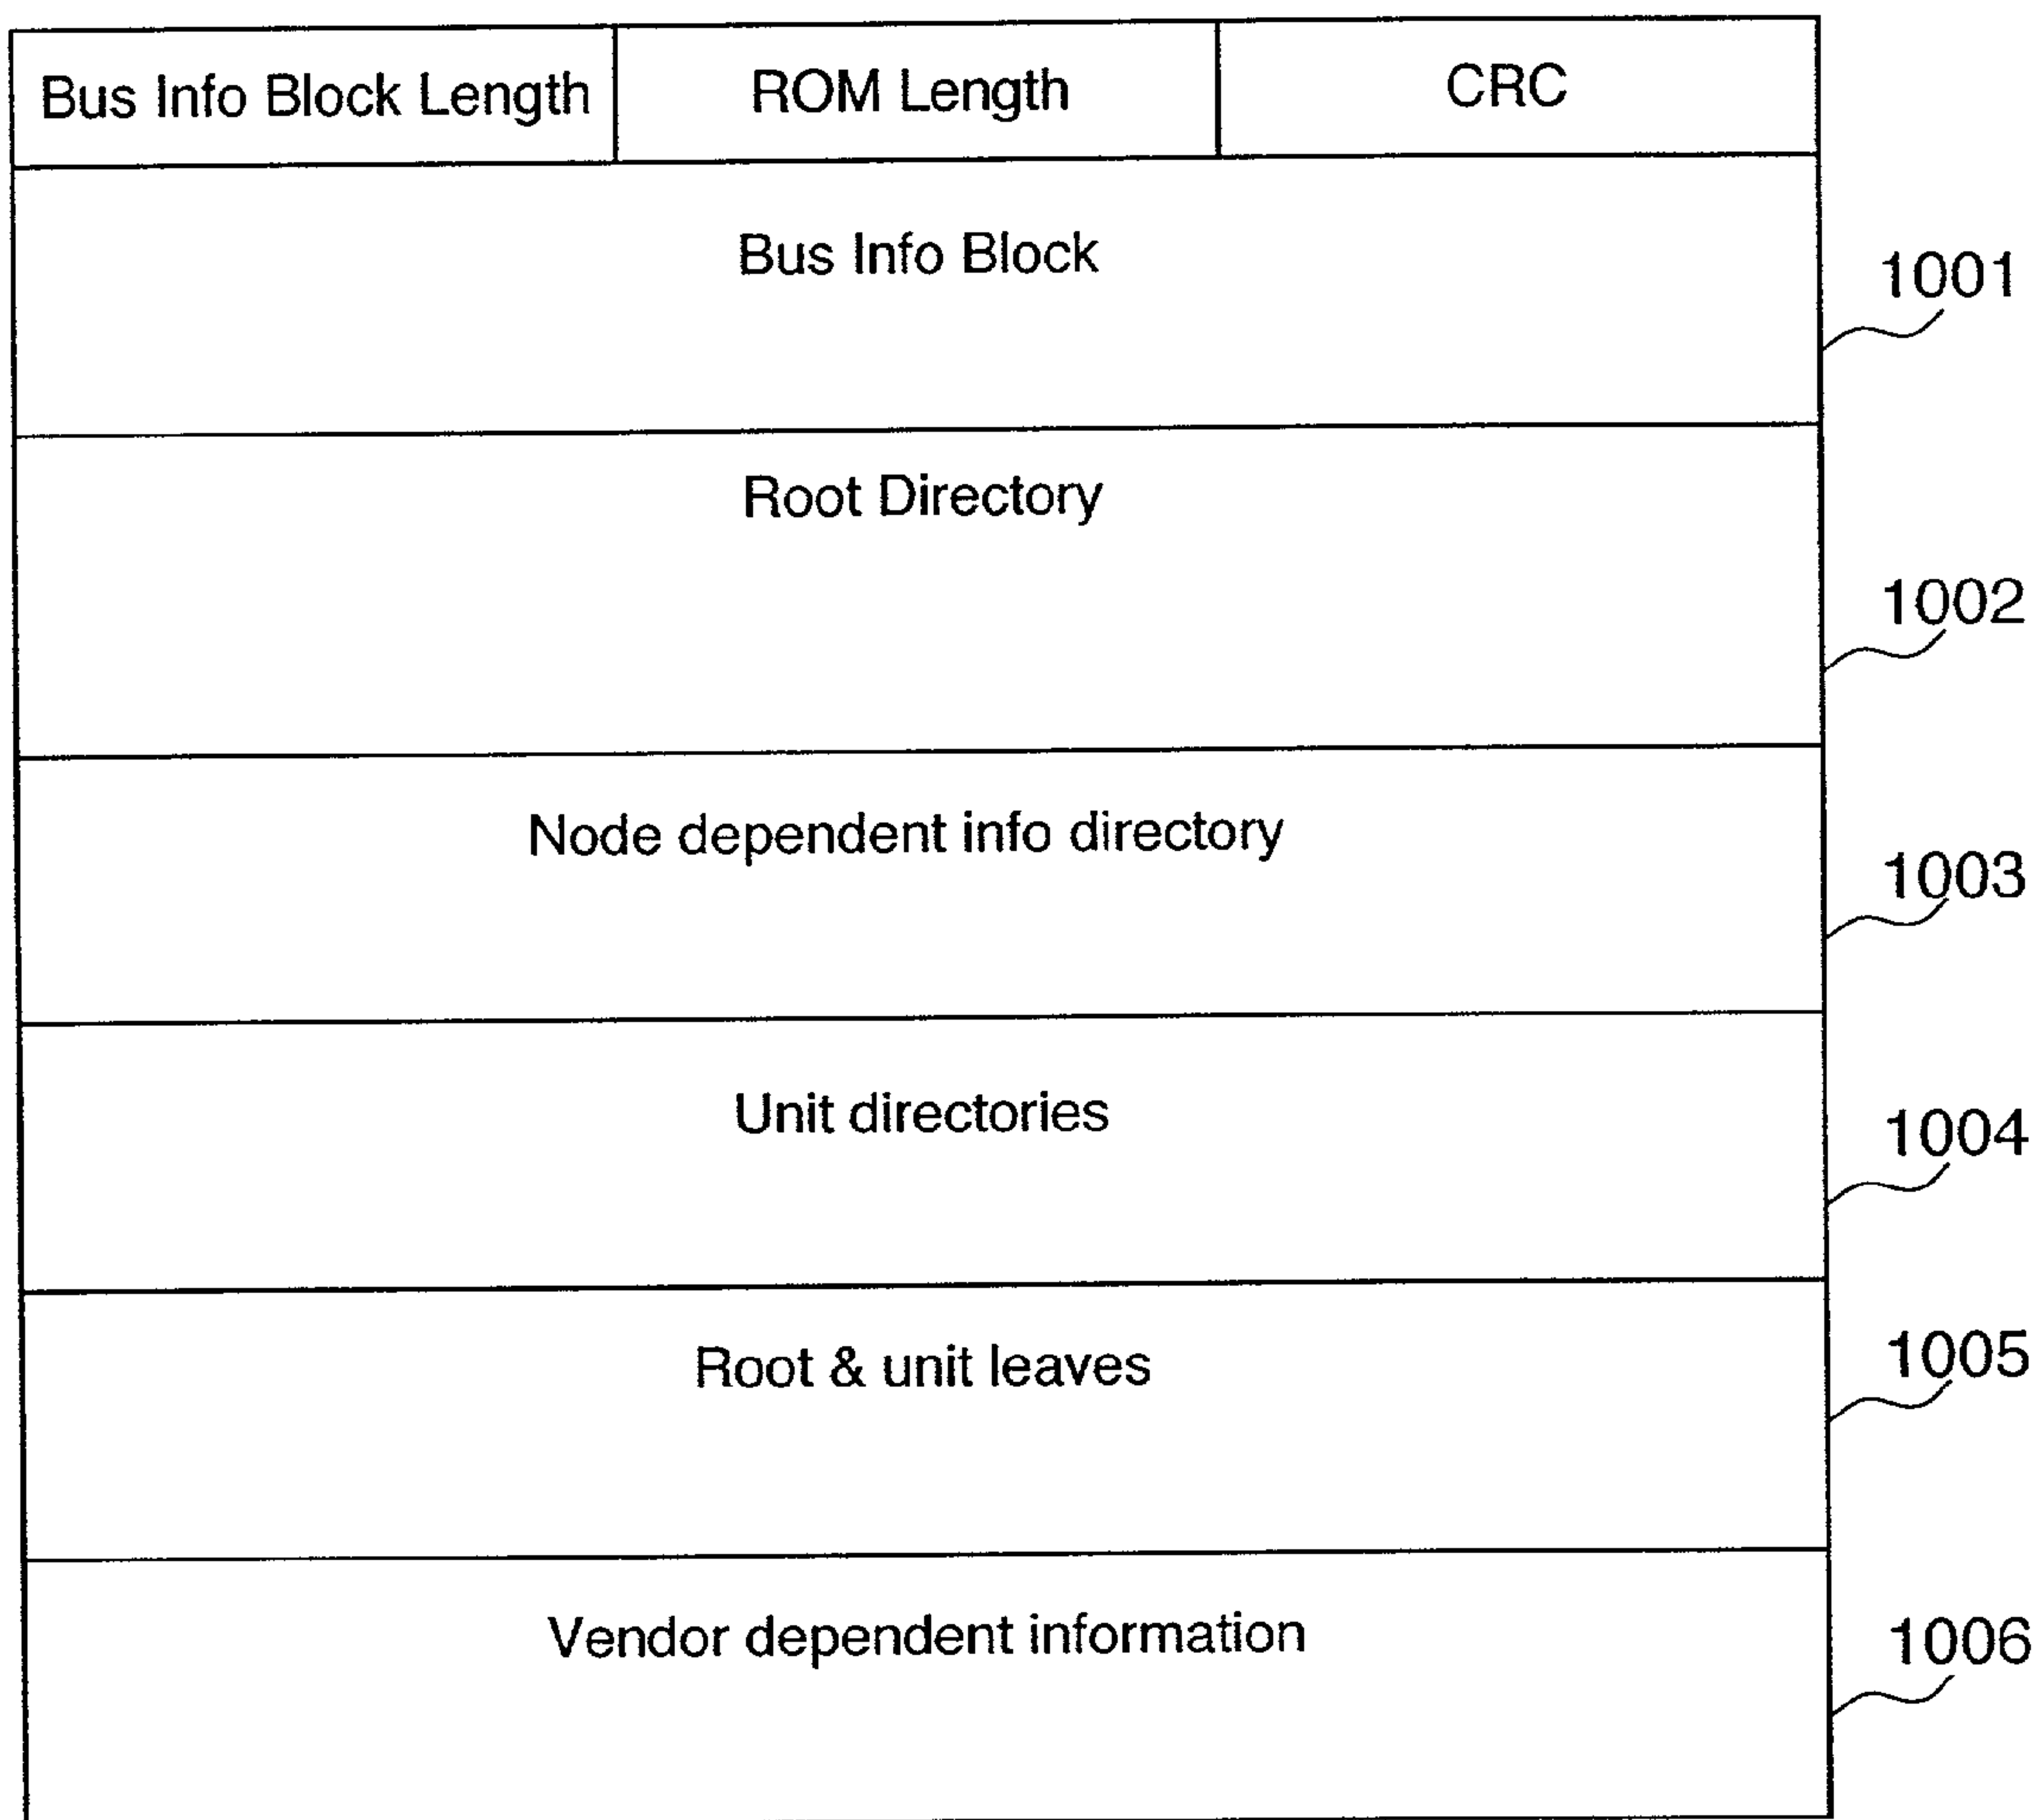 Bus Info Block Length ROM Length CRC
Bus Info Block
1001
Root Directory
1002
Node dependent info directory
1003
Unit directories
1004
Root & unit leaves
1005
Vendor dependent information
1006